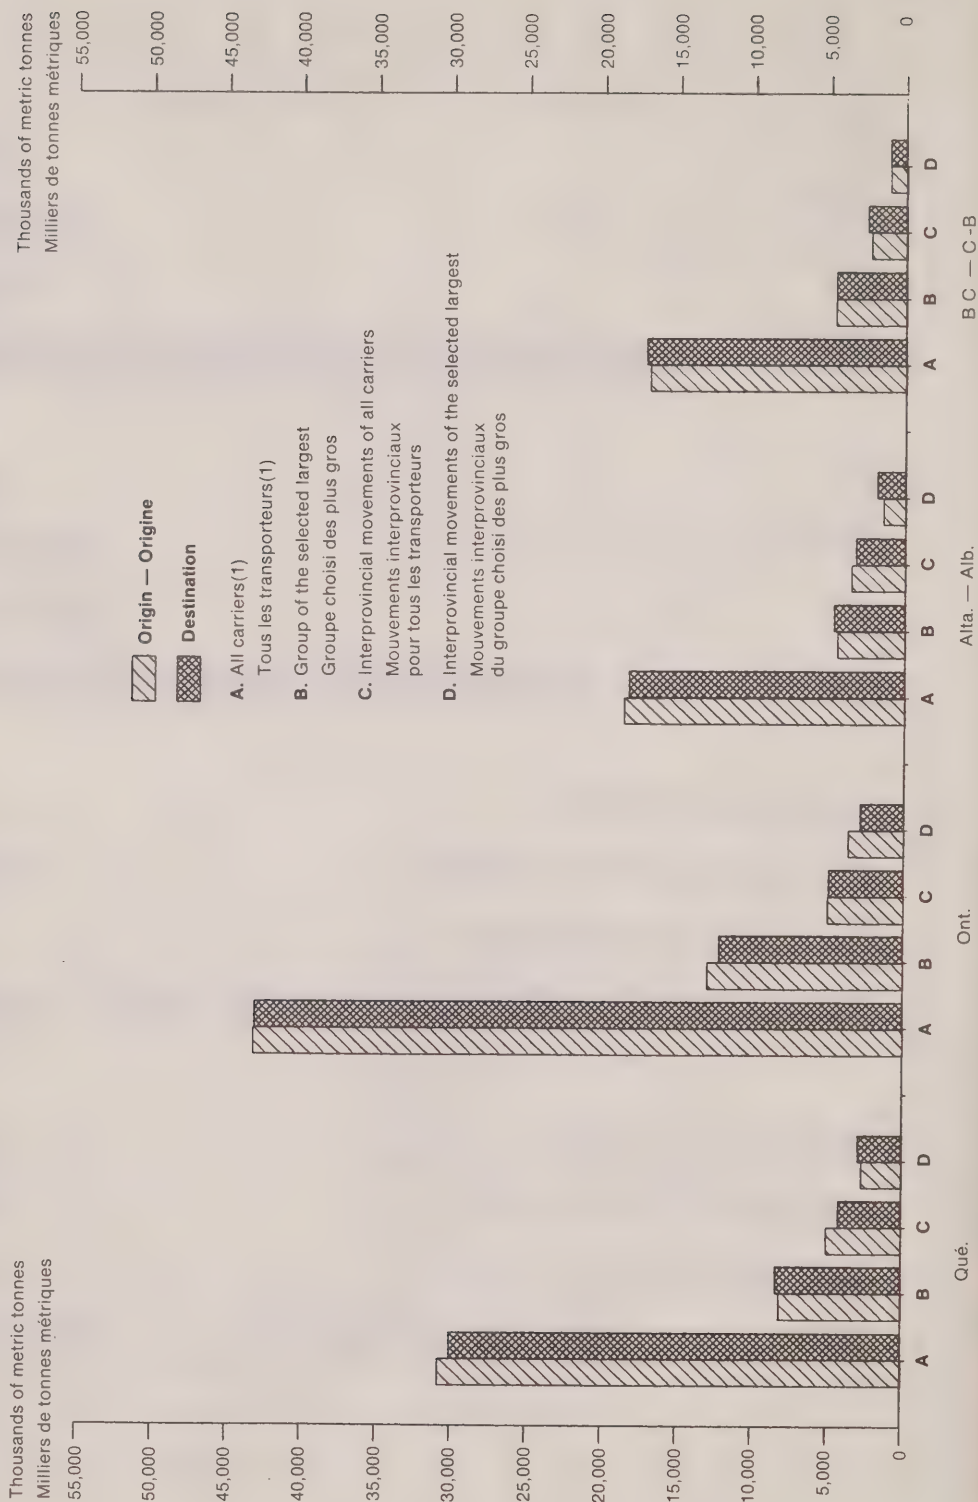 Thousands of metric tonnes
Milliers de tonnes métriques
55,000
50,000
45,000
40,000
35,000
30,000
25,000
20,000
15,000
10,000
5,000
0
Thousands of metric tonnes
Milliers de tonnes métriques
55,000
50,000
45,000
40,000
35,000
30,000
25,000
20,000
15,000
10,000
5,000
0
Origin — Origine
Destination
A. All carriers(1)
Tous les transporteurs(1)
B. Group of the selected largest
Groupe choisi des plus gros
C. Interprovincial movements of all carriers
Mouvements interprovinciaux
pour tous les transporteurs
D. Interprovincial movements of the selected largest
Mouvements interprovinciaux
du groupe choisi des plus gros
A B C D A B C D A B C D A B C D
Qué. Ont. Alta. — Alb. BC — C-B